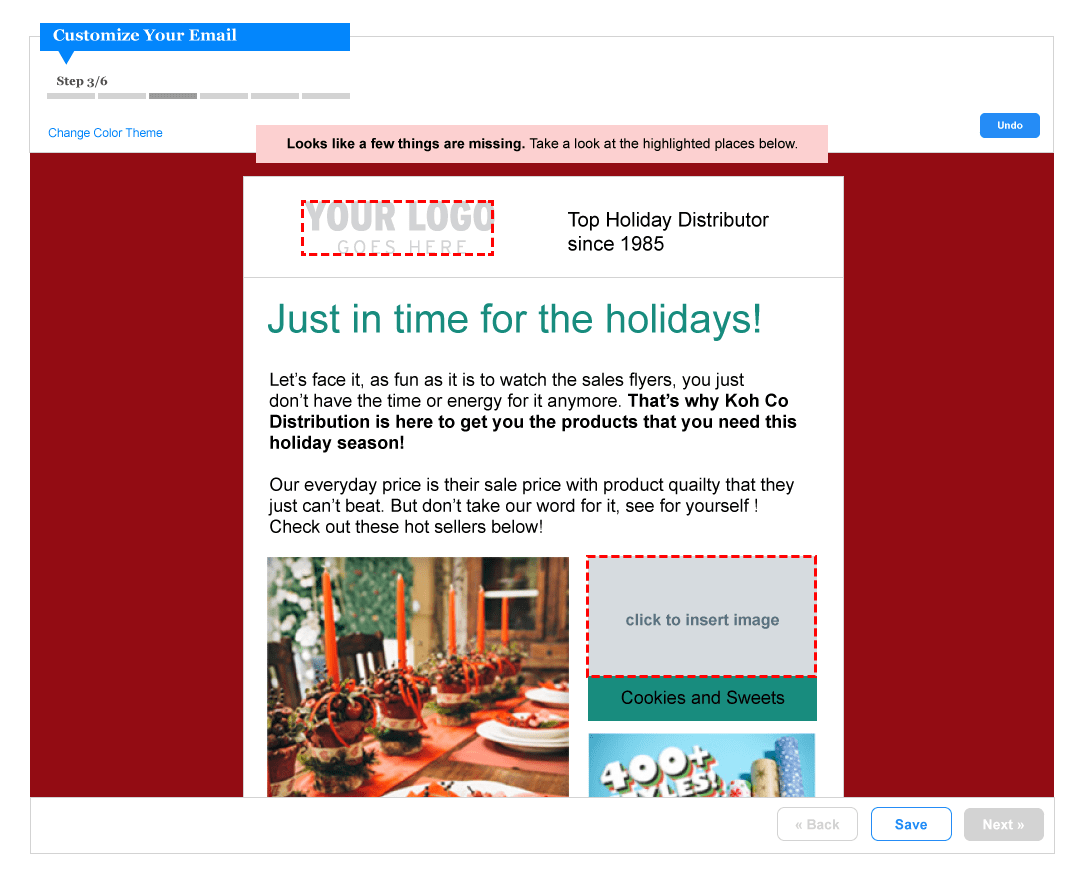 Customize Your Email
Step 3/6
Change Color Theme
Undo
Looks like a few things are missing. Take a look at the highlighted places below.
YOUR LOGO
GOES HERE
Top Holiday Distributor
since 1985
Just in time for the holidays!
Let’s face it, as fun as it is to watch the sales flyers, you just
don’t have the time or energy for it anymore. That’s why Koh Co
Distribution is here to get you the products that you need this
holiday season!
Our everyday price is their sale price with product quailty that they
just can’t beat. But don’t take our word for it, see for yourself !
Check out these hot sellers below!
click to insert image
Cookies and Sweets
400+
STYLES!
« Back
Save
Next »